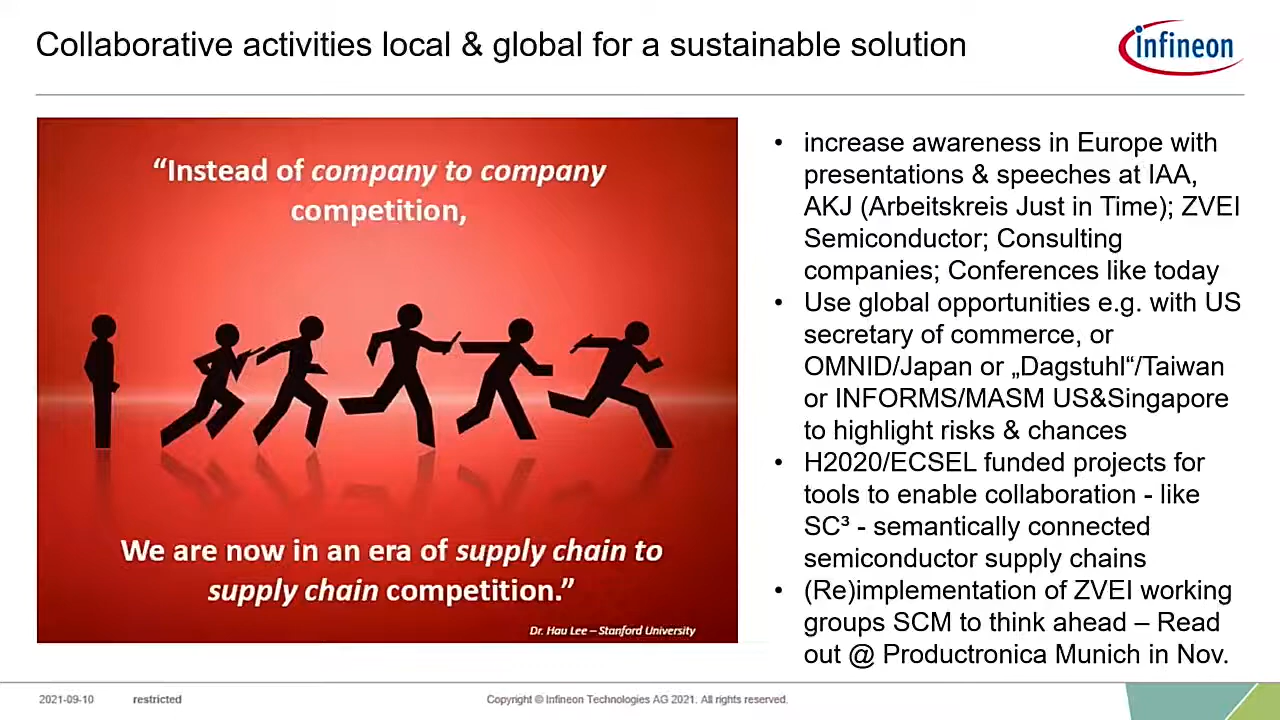 Collaborative activities local & global for a sustainable solution
infineon
“Instead of company to company
competition,
We are now in an era of supply chain to
supply chain competition.”
Dr. Hau Lee – Stanford University
• increase awareness in Europe with
presentations & speeches at IAA,
AKJ (Arbeitskreis Just in Time); ZVEI
Semiconductor; Consulting
companies; Conferences like today
• Use global opportunities e.g. with US
secretary of commerce, or
OMNID/Japan or „Dagstuhl“/Taiwan
or INFORMS/MASM US&Singapore
to highlight risks & chances
• H2020/ECSEL funded projects for
tools to enable collaboration - like
SC³ - semantically connected
semiconductor supply chains
• (Re)implementation of ZVEI working
groups SCM to think ahead – Read
out @ Productronica Munich in Nov.
2021-09-10 restricted Copyright © Infineon Technologies AG 2021. All rights reserved.